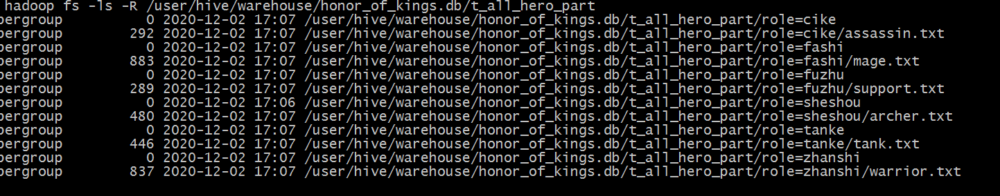 hadoop fs -ls -R /user/hive/warehouse/honor_of_kings.db/t_all_hero_part
pergroup 0 2020-12-02 17:07 /user/hive/warehouse/honor_of_kings.db/t_all_hero_part/role=cike
pergroup 292 2020-12-02 17:07 /user/hive/warehouse/honor_of_kings.db/t_all_hero_part/role=cike/assassin.txt
pergroup 0 2020-12-02 17:07 /user/hive/warehouse/honor_of_kings.db/t_all_hero_part/role=fashi
pergroup 883 2020-12-02 17:07 /user/hive/warehouse/honor_of_kings.db/t_all_hero_part/role=fashi/mage.txt
pergroup 0 2020-12-02 17:07 /user/hive/warehouse/honor_of_kings.db/t_all_hero_part/role=fuzhu
pergroup 289 2020-12-02 17:07 /user/hive/warehouse/honor_of_kings.db/t_all_hero_part/role=fuzhu/support.txt
pergroup 0 2020-12-02 17:06 /user/hive/warehouse/honor_of_kings.db/t_all_hero_part/role=sheshou
pergroup 480 2020-12-02 17:07 /user/hive/warehouse/honor_of_kings.db/t_all_hero_part/role=sheshou/archer.txt
pergroup 0 2020-12-02 17:07 /user/hive/warehouse/honor_of_kings.db/t_all_hero_part/role=tanke
pergroup 446 2020-12-02 17:07 /user/hive/warehouse/honor_of_kings.db/t_all_hero_part/role=tanke/tank.txt
pergroup 0 2020-12-02 17:07 /user/hive/warehouse/honor_of_kings.db/t_all_hero_part/role=zhanshi
pergroup 837 2020-12-02 17:07 /user/hive/warehouse/honor_of_kings.db/t_all_hero_part/role=zhanshi/warrior.txt